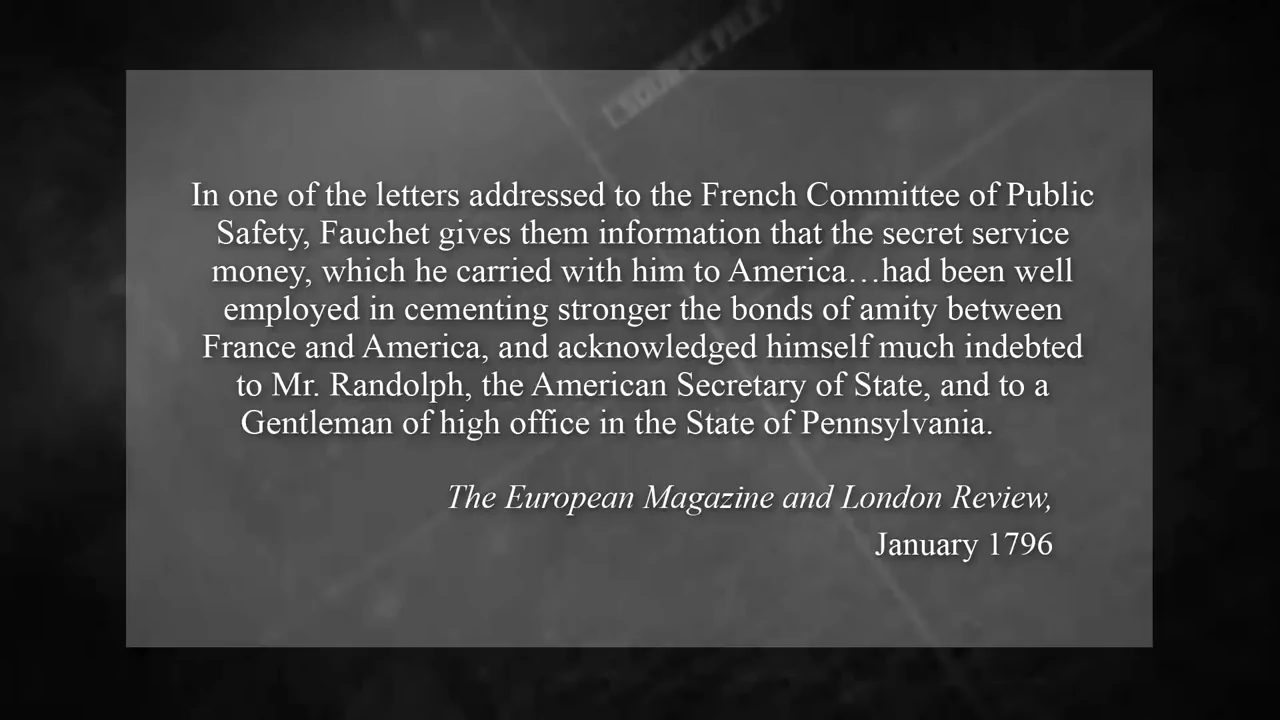 In one of the letters addressed to the French Committee of Public
Safety, Fauchet gives them information that the secret service
money, which he carried with him to America…had been well
employed in cementing stronger the bonds of amity between
France and America, and acknowledged himself much indebted
to Mr. Randolph, the American Secretary of State, and to a
Gentleman of high office in the State of Pennsylvania.
The European Magazine and London Review,
January 1796